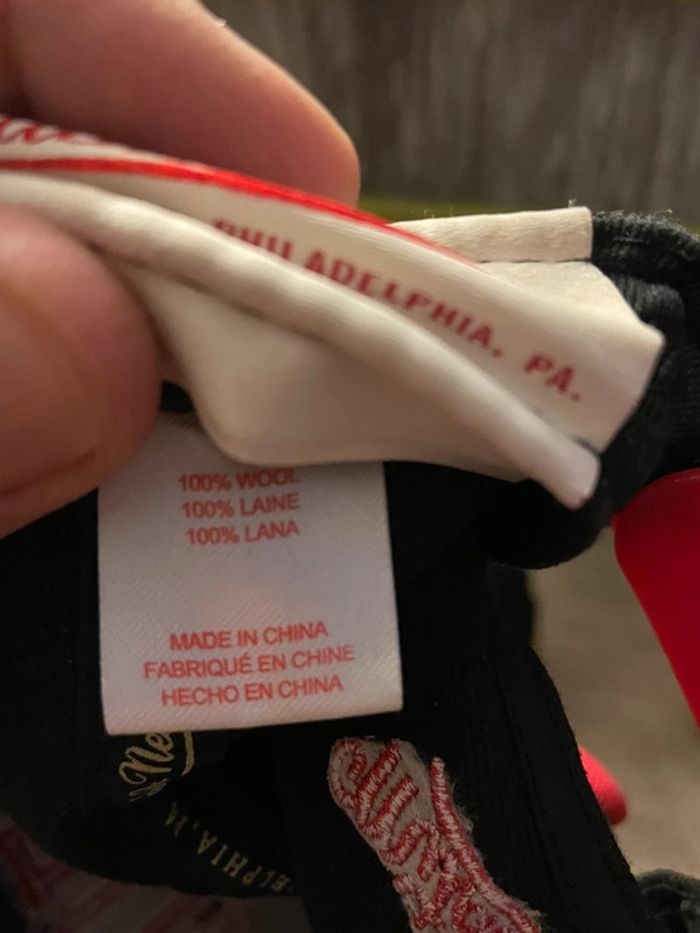 PHILADELPHIA, PA.
100% WOOL
100% LAINE
100% LANA
MADE IN CHINA
FABRIQUÉ EN CHINE
HECHO EN CHINA